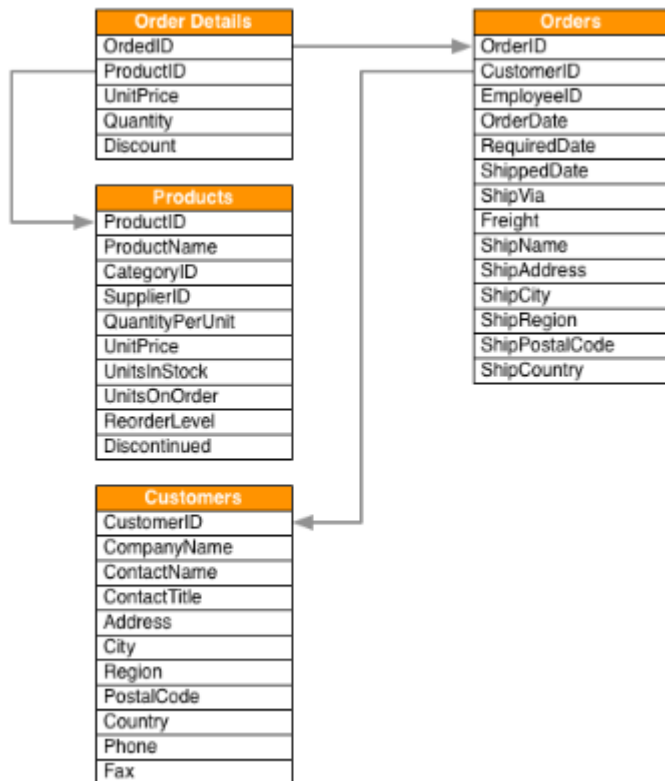 Order Details
OrdedID
ProductID
UnitPrice
Quantity
Discount
Products
ProductID
ProductName
CategoryID
SupplierID
QuantityPerUnit
UnitPrice
UnitsInStock
UnitsOnOrder
ReorderLevel
Discontinued
Customers
CustomerID
CompanyName
ContactName
ContactTitle
Address
City
Region
PostalCode
Country
Phone
Fax
Orders
OrderID
CustomerID
EmployeeID
OrderDate
RequiredDate
ShippedDate
ShipVia
Freight
ShipName
ShipAddress
ShipCity
ShipRegion
ShipPostalCode
ShipCountry